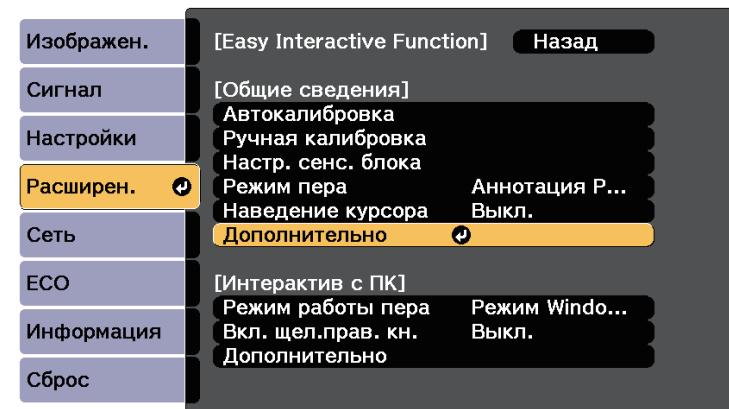 Изображен.
Сигнал
Настройки
Расширен.
Сеть
ECO
Информация
Сброс
[Easy Interactive Function] Назад
[Общие сведения]
Автокалибровка
Ручная калибровка
Настр. сенс. блока
Режим пера Аннотация P...
Наведение курсора Выкл.
Дополнительно
[Интерактив с ПК]
Режим работы пера Режим Windo...
Вкл. щел.прав. кн. Выкл.
Дополнительно